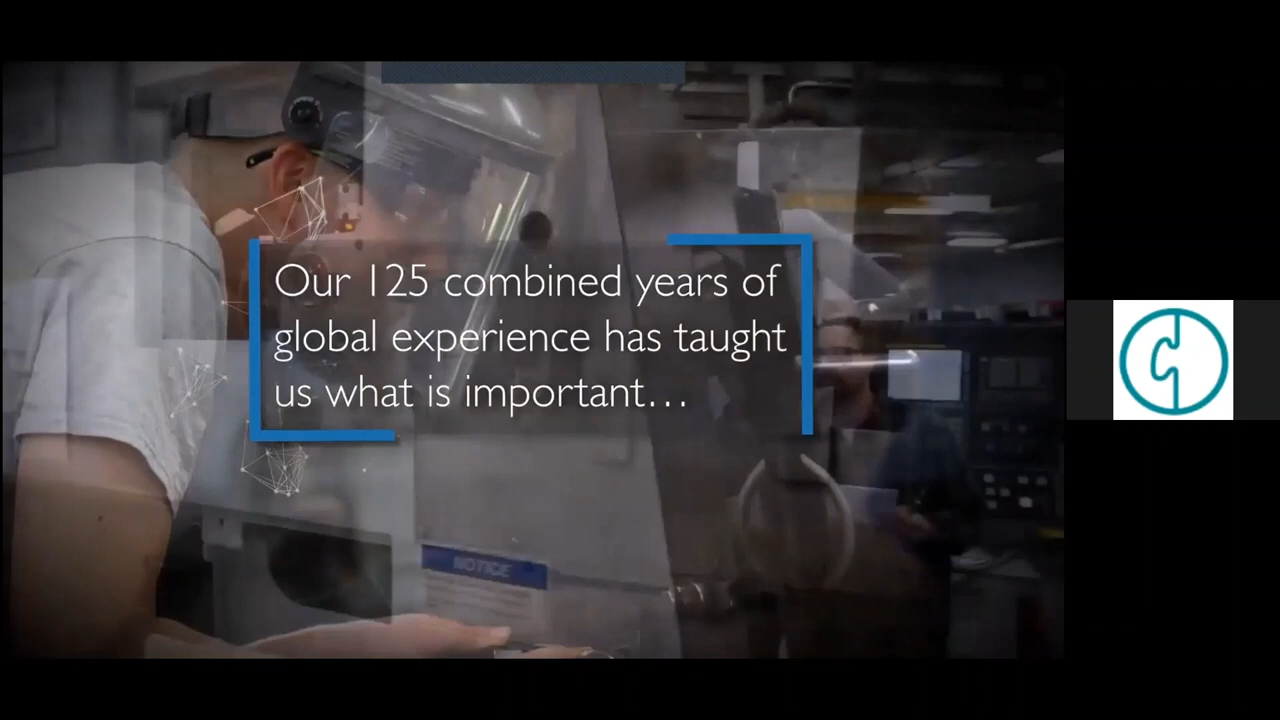 Our 125 combined years of
global experience has taught
us what is important…
NOTICE